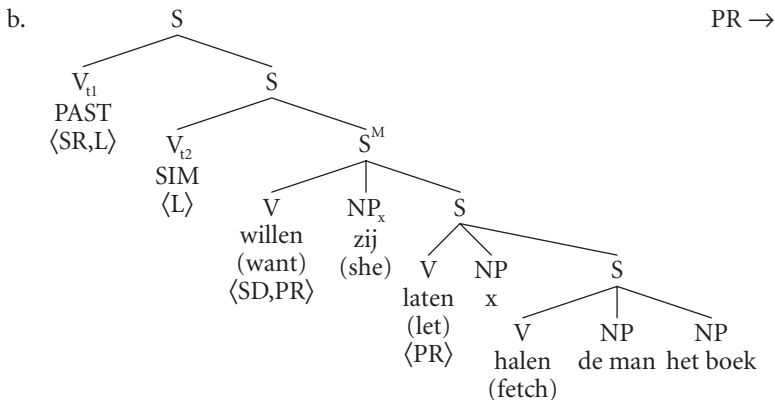 b. S PR →
V_t1 S
PAST
⟨SR,L⟩ V_t2 S^M
SIM
⟨L⟩ V NP_x S
willen zij
(want) (she) V NP S
⟨SD,PR⟩ laten x
(let)
⟨PR⟩ V NP NP
halen de man het boek
(fetch)